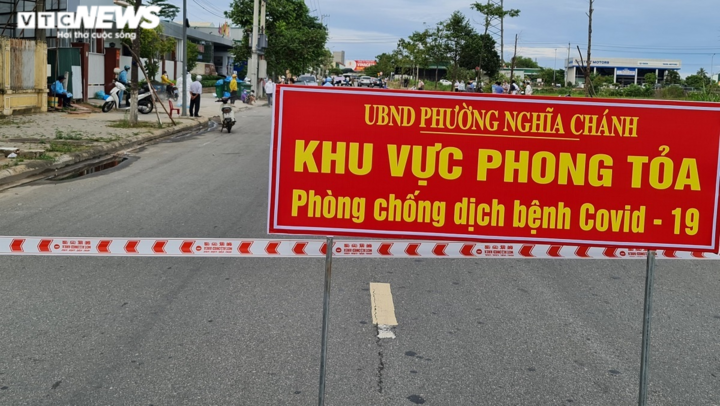 VTC NEWS
Hơi thở cuộc sống
UBND PHƯỜNG NGHĨA CHÁNH
KHU VỰC PHONG TỎA
Phòng chống dịch bệnh Covid - 19